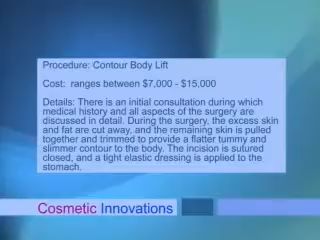 Procedure: Contour Body Lift
Cost:  ranges between $7,000 - $15,000
Details: There is an initial consultation during which
medical history and all aspects of the surgery are
discussed in detail. During the surgery, the excess skin
and fat are cut away, and the remaining skin is pulled
together and trimmed to provide a flatter tummy and
slimmer contour to the body. The incision is sutured
closed, and a tight elastic dressing is applied to the
stomach.
Cosmetic Innovations